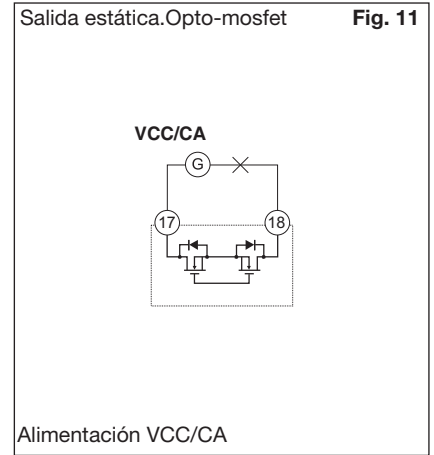 Salida estática.Opto-mosfet Fig. 11
VCC/CA
G
17 18
Alimentación VCC/CA